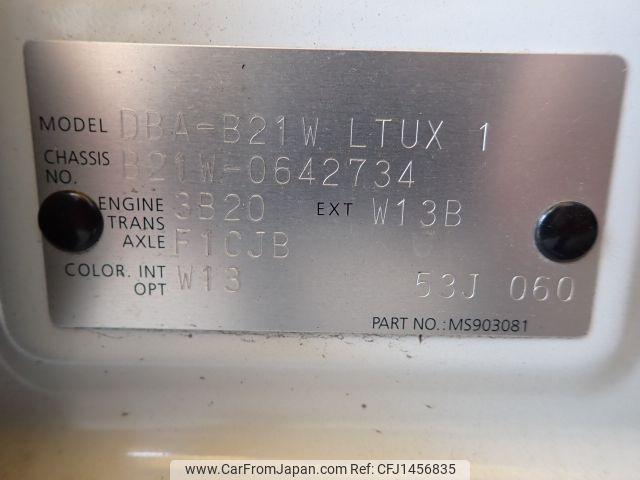 MODEL DBA-B21W LTUX 1
CHASSIS NO. B21W-0642734
ENGINE 3B20 EXT W13B
TRANS AXLE F1CJB
COLOR. INT W13
OPT 53J 060
PART NO.: MS903081
www.CarFromJapan.com | CFJ1456835